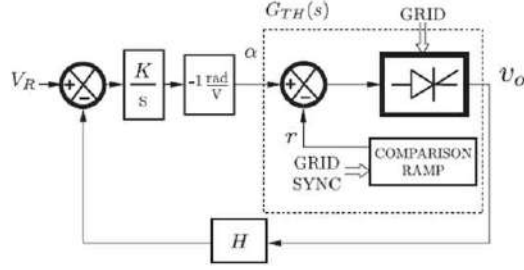 G_TH(s)
GRID
V_R
+
−
K
s
-1 rad
V
α
+
−
v_o
r
GRID
SYNC
COMPARISON
RAMP
H